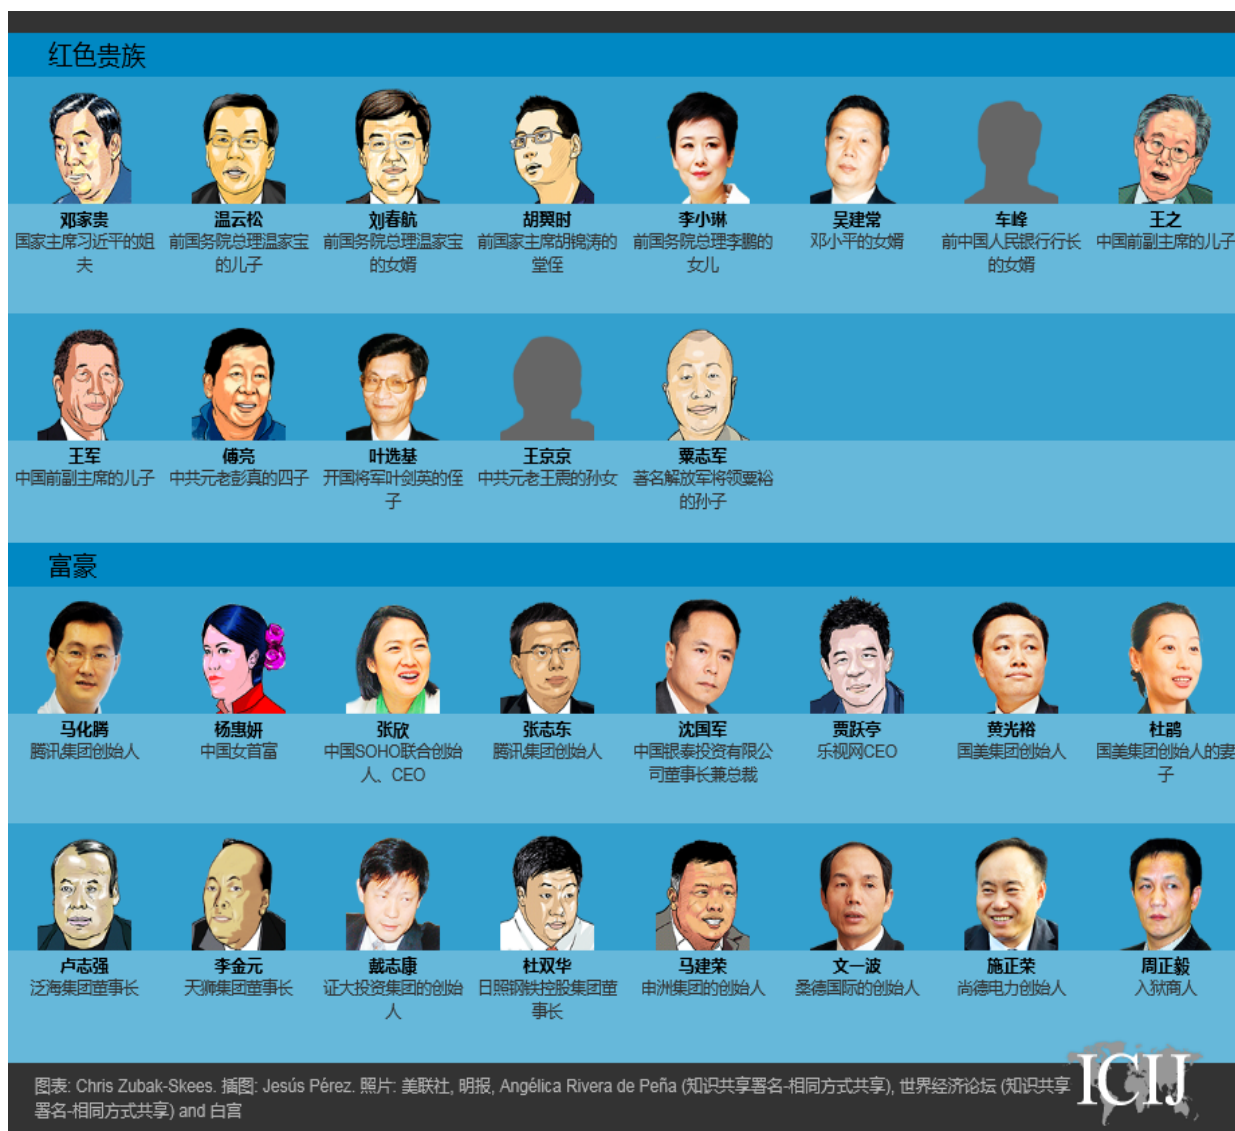 红色贵族
邓家贵
国家主席习近平的姐
夫
温云松
前国务院总理温家宝
的儿子
刘春航
前国务院总理温家宝
的女婿
胡翼时
前国家主席胡锦涛的
堂侄
李小琳
前国务院总理李鹏的
女儿
吴建常
邓小平的女婿
车峰
前中国人民银行行长
的女婿
王之
中国前副主席的儿子
王军
中国前副主席的儿子
傅亮
中共元老彭真的四子
叶选基
开国将军叶剑英的侄
子
王京京
中共元老王震的孙女
粟志军
著名解放军将领粟裕
的孙子
富豪
马化腾
腾讯集团创始人
杨惠妍
中国女首富
张欣
中国SOHO联合创始
人、CEO
张志东
腾讯集团创始人
沈国军
中国银泰投资有限公
司董事长兼总裁
贾跃亭
乐视网CEO
黄光裕
国美集团创始人
杜鹃
国美集团创始人的妻
子
卢志强
泛海集团董事长
李金元
天狮集团董事长
戴志康
证大投资集团的创始
人
杜双华
日照钢铁控股集团董
事长
马建荣
申洲集团的创始人
文一波
桑德国际的创始人
施正荣
尚德电力创始人
周正毅
入狱商人
图表: Chris Zubak-Skees. 插图: Jesús Pérez. 照片: 美联社, 明报, Angélica Rivera de Peña (知识共享署名-相同方式共享), 世界经济论坛 (知识共享
署名-相同方式共享) and 白宫
ICIJ